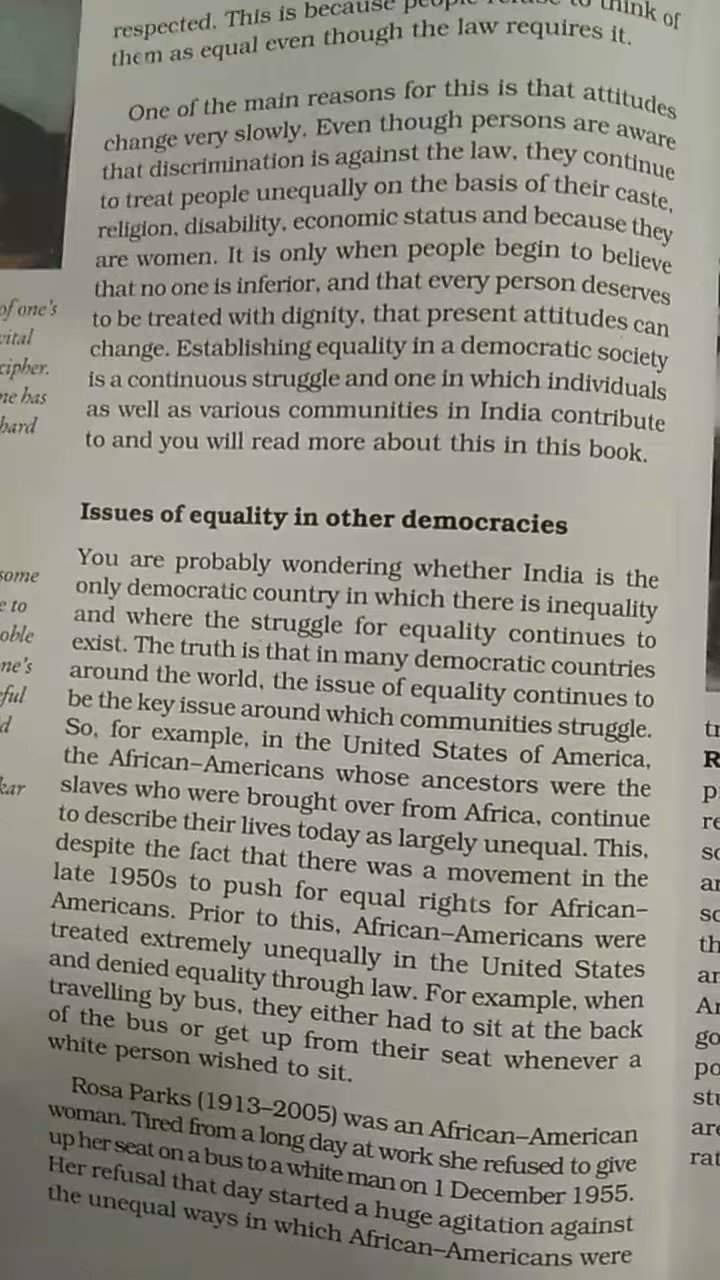 respected. This is because people refuse to think of
them as equal even though the law requires it.
One of the main reasons for this is that attitudes
change very slowly. Even though persons are aware
that discrimination is against the law, they continue
to treat people unequally on the basis of their caste,
religion, disability, economic status and because they
are women. It is only when people begin to believe
that no one is inferior, and that every person deserves
to be treated with dignity, that present attitudes can
change. Establishing equality in a democratic society
is a continuous struggle and one in which individuals
as well as various communities in India contribute
to and you will read more about this in this book.
Issues of equality in other democracies
You are probably wondering whether India is the
only democratic country in which there is inequality
and where the struggle for equality continues to
exist. The truth is that in many democratic countries
around the world, the issue of equality continues to
be the key issue around which communities struggle.
So, for example, in the United States of America,
the African–Americans whose ancestors were the
slaves who were brought over from Africa, continue
to describe their lives today as largely unequal. This,
despite the fact that there was a movement in the
late 1950s to push for equal rights for African–
Americans. Prior to this, African–Americans were
treated extremely unequally in the United States
and denied equality through law. For example, when
travelling by bus, they either had to sit at the back
of the bus or get up from their seat whenever a
white person wished to sit.
Rosa Parks (1913–2005) was an African–American
woman. Tired from a long day at work she refused to give
up her seat on a bus to a white man on 1 December 1955.
Her refusal that day started a huge agitation against
the unequal ways in which African–Americans were
of one's
cipher.
has
hard
some
to
one's